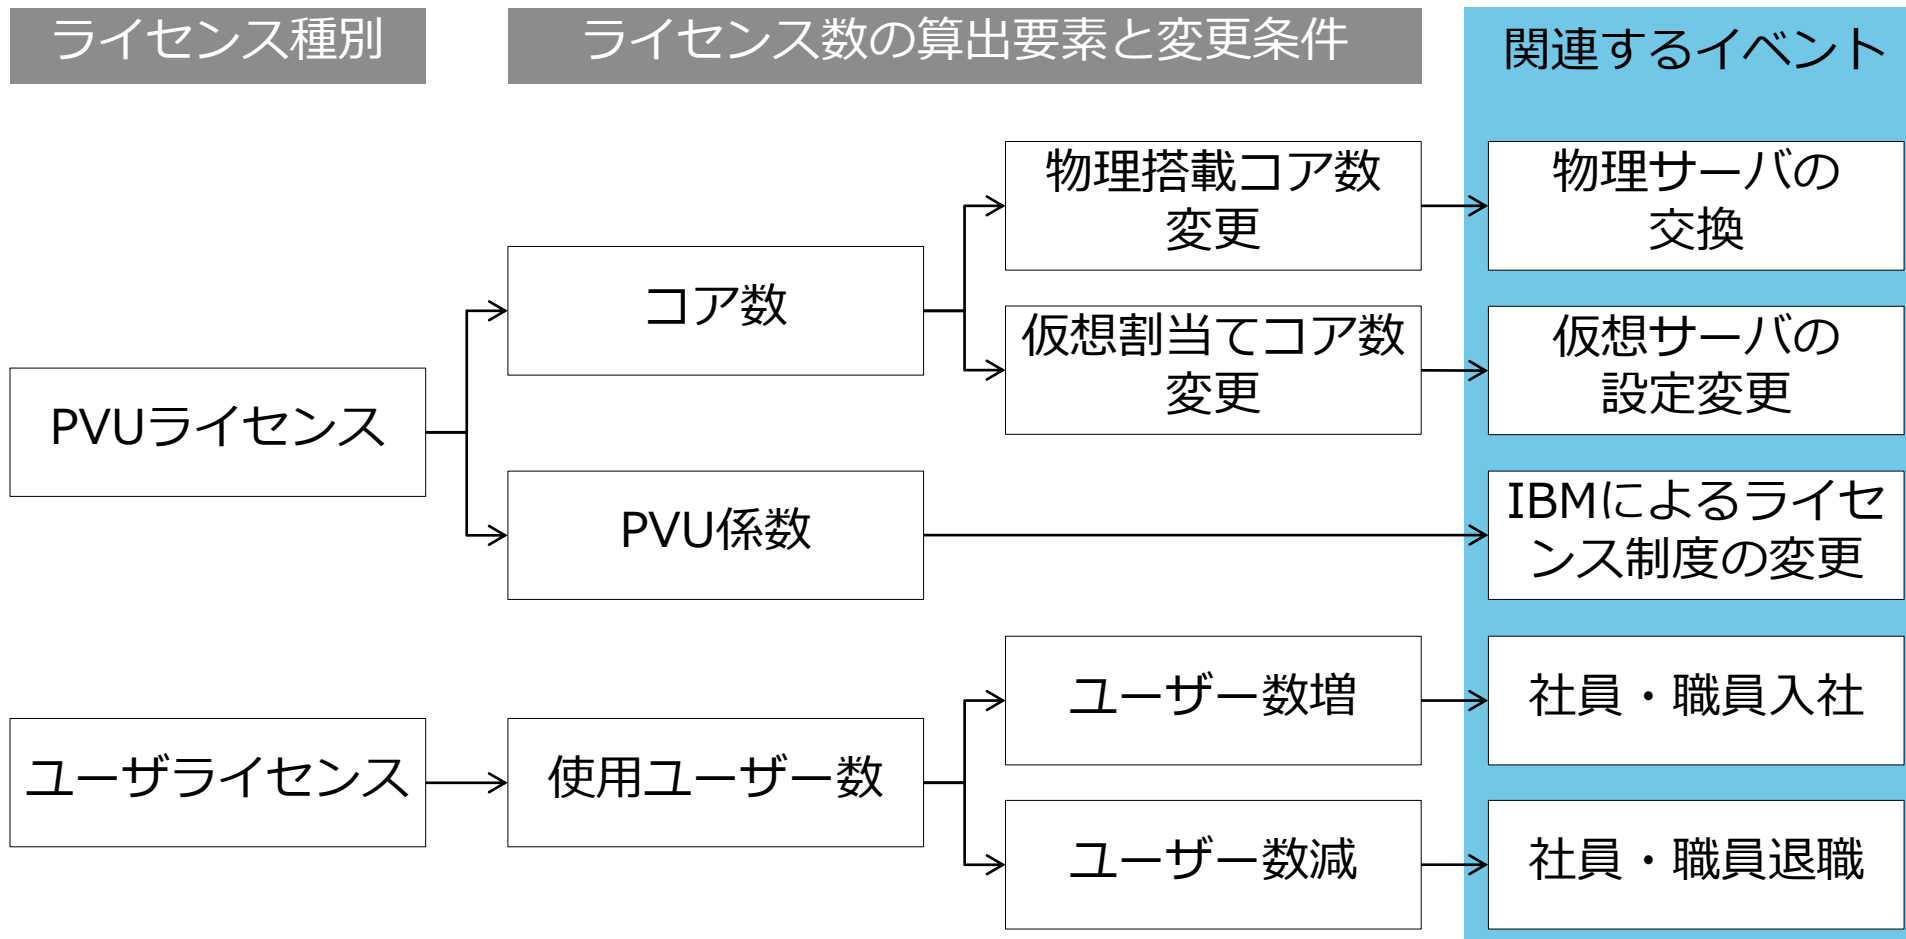 ライセンス種別
ライセンス数の算出要素と変更条件
関連するイベント
物理搭載コア数
変更
物理サーバの
交換
コア数
仮想割当てコア数
変更
仮想サーバの
設定変更
PVUライセンス
PVU係数
IBMによるライセ
ンス制度の変更
ユーザー数増
社員・職員入社
ユーザライセンス
使用ユーザー数
ユーザー数減
社員・職員退職